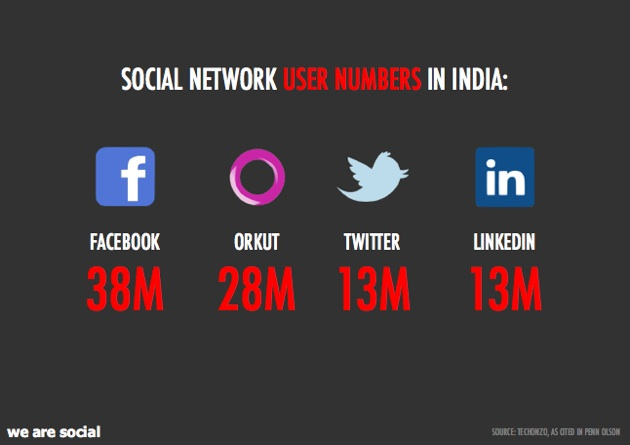 SOCIAL NETWORK USER NUMBERS IN INDIA:
f in
FACEBOOK ORKUT TWITTER LINKEDIN
38M 28M 13M 13M
we are social SOURCE: TECHONZO, AS CITED IN PENN OLSON